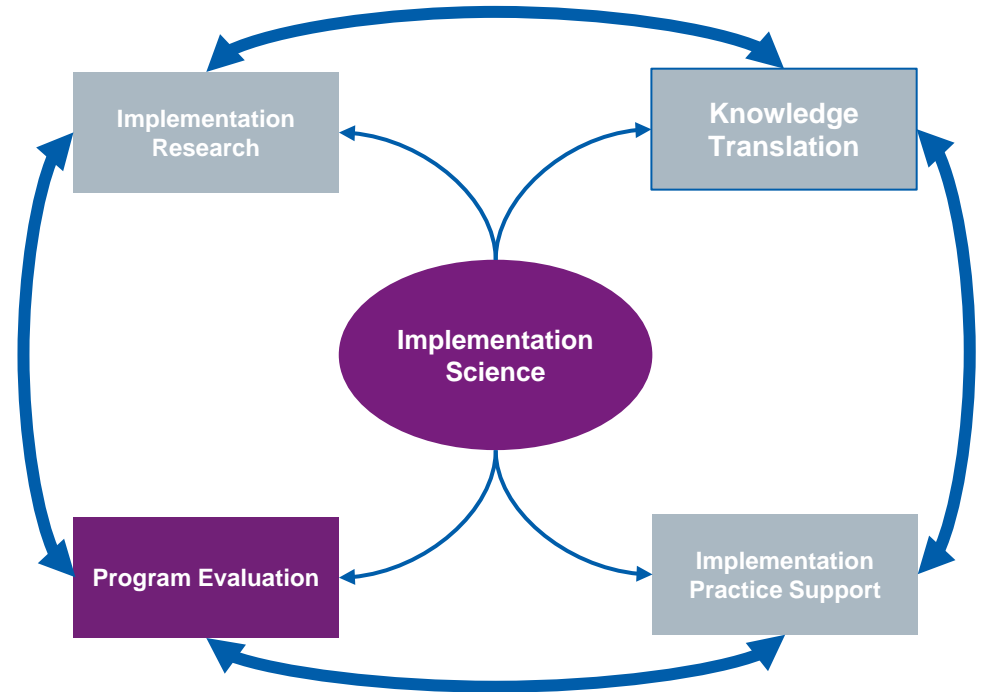 Implementation
Research
Knowledge
Translation
Implementation
Science
Program Evaluation
Implementation
Practice Support